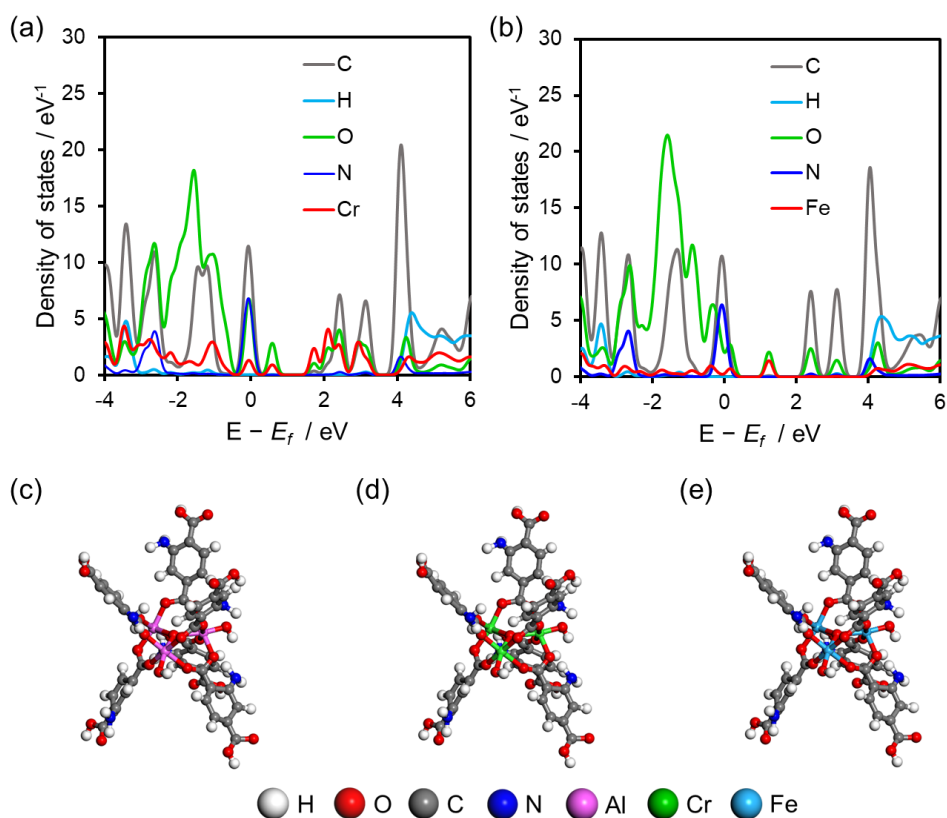 (a)
30
25
20
15
10
5
0
Density of states / eV-1
C
H
O
N
Cr
-4
-2
0
2
4
6
E − Ef / eV
(b)
30
25
20
15
10
5
0
Density of states / eV-1
C
H
O
N
Fe
-4
-2
0
2
4
6
E − Ef / eV
(c)
(d)
(e)
H O C N Al Cr Fe